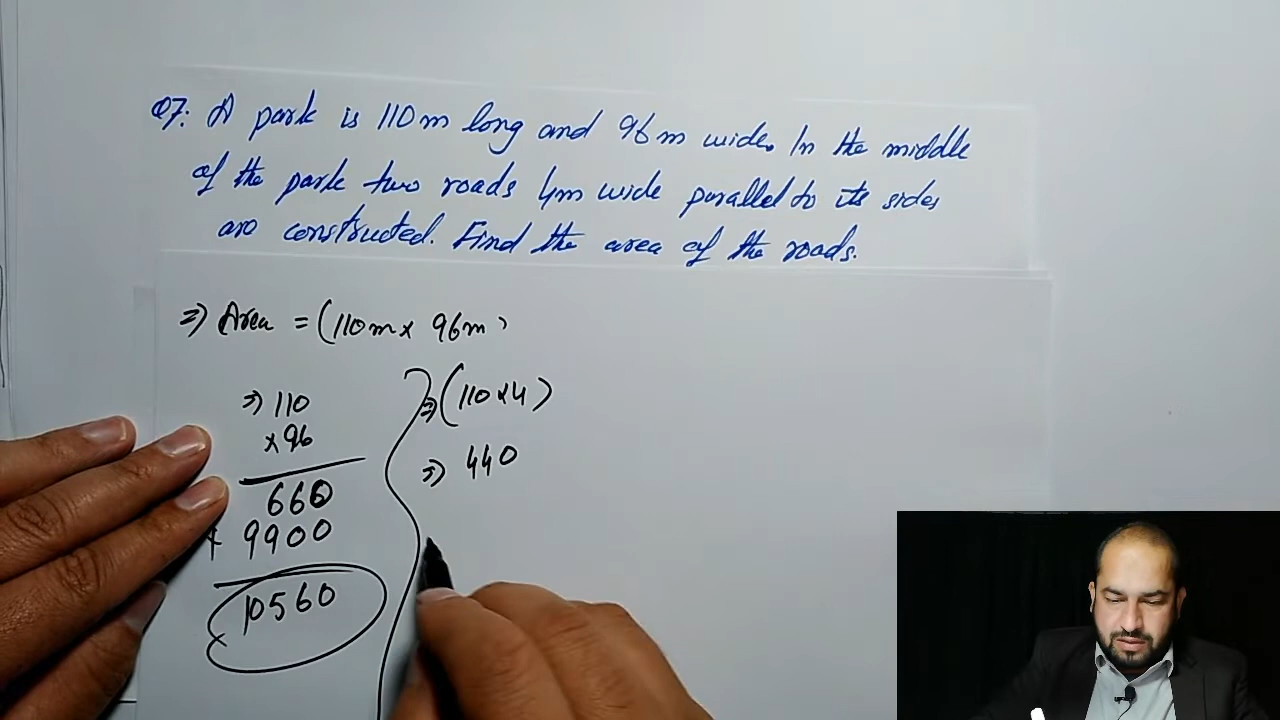 Q7: A park is 110m long and 96m wide. In the middle
of the park two roads 4m wide parallel to its sides
are constructed. Find the area of the roads.
⇒ Area = (110m × 96m)
⇒ 110
× 96
660
+ 9900
10560
⇒ (110×4)
⇒ 440